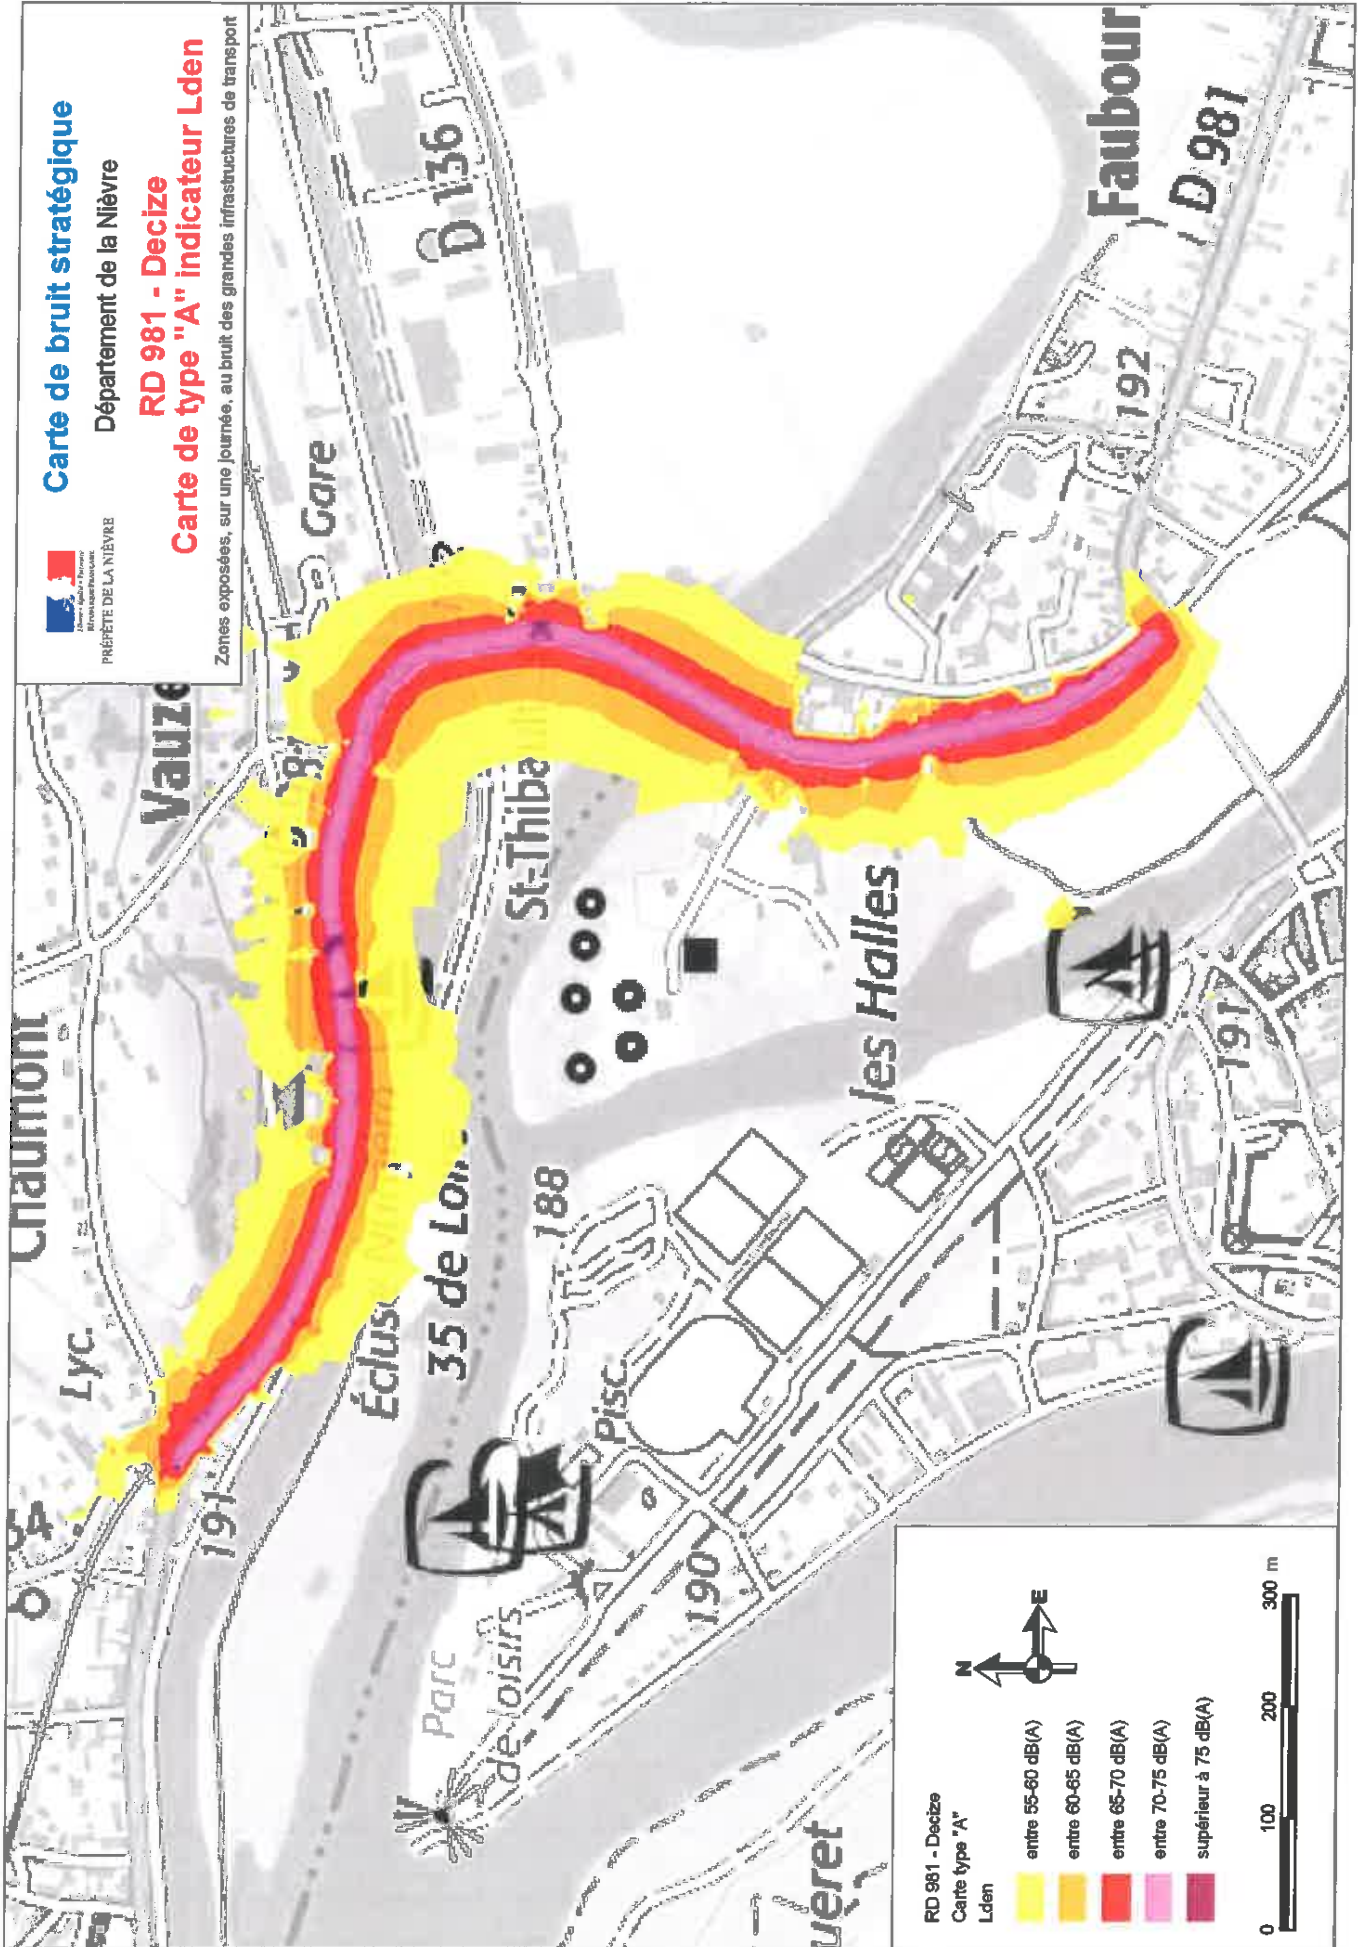 Carte de bruit stratégique
Département de la Nièvre
PRÉFÈTE DE LA NIÈVRE
RD 981 - Decize
Carte de type "A" indicateur Lden
Zones exposées, sur une journée, au bruit des grandes infrastructures de transport
Chaumont
Lyc.
Vauze
Gare
D 136
191
Éclus
35 de Loi
188
St-Thiba
Pisc.
Parc
de loisirs
190
les Halles
191
192
Faubour
D 981
ueret
RD 981 - Decize
Carte type "A"
Lden
entre 55-60 dB(A)
entre 60-65 dB(A)
entre 65-70 dB(A)
entre 70-75 dB(A)
supérieur à 75 dB(A)
N
E
0 100 200 300 m